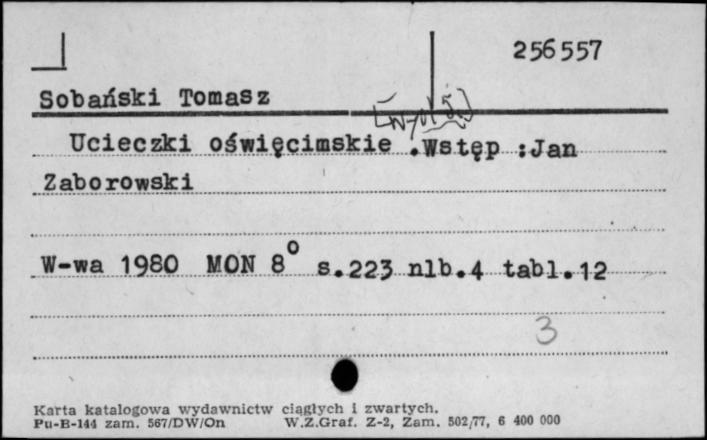 256557
Sobański Tomasz
Ucieczki oświęcimskie .Wstęp :Jan
Zaborowski
W-wa 1980 MON 8° s.223 nlb.4 tabl.12
3
Karta katalogowa wydawnictw ciągłych i zwartych.
Pu-B-144 zam. 567/DW/On W.Z.Graf. Z-2, Zam. 502/77, 6 400 000